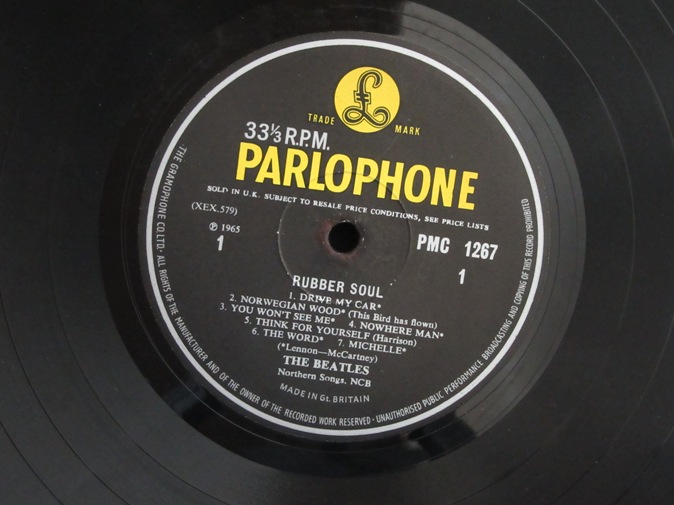 TRADE MARK
33⅓ R.P.M.
PARLOPHONE
SOLD IN U.K. SUBJECT TO RESALE PRICE CONDITIONS, SEE PRICE LISTS
(XEX.579)
PMC 1267
℗ 1965
1
1
RUBBER SOUL
1. DRIVE MY CAR*
2. NORWEGIAN WOOD* (This Bird has flown)
3. YOU WON'T SEE ME* 4. NOWHERE MAN*
5. THINK FOR YOURSELF (Harrison)
6. THE WORD* 7. MICHELLE*
(*Lennon—McCartney)
THE BEATLES
Northern Songs, NCB
MADE IN Gt. BRITAIN
THE GRAMOPHONE CO. LTD. · ALL RIGHTS OF THE MANUFACTURER AND OF THE OWNER OF THE RECORDED WORK RESERVED · UNAUTHORISED PUBLIC PERFORMANCE BROADCASTING AND COPYING OF THIS RECORD PROHIBITED